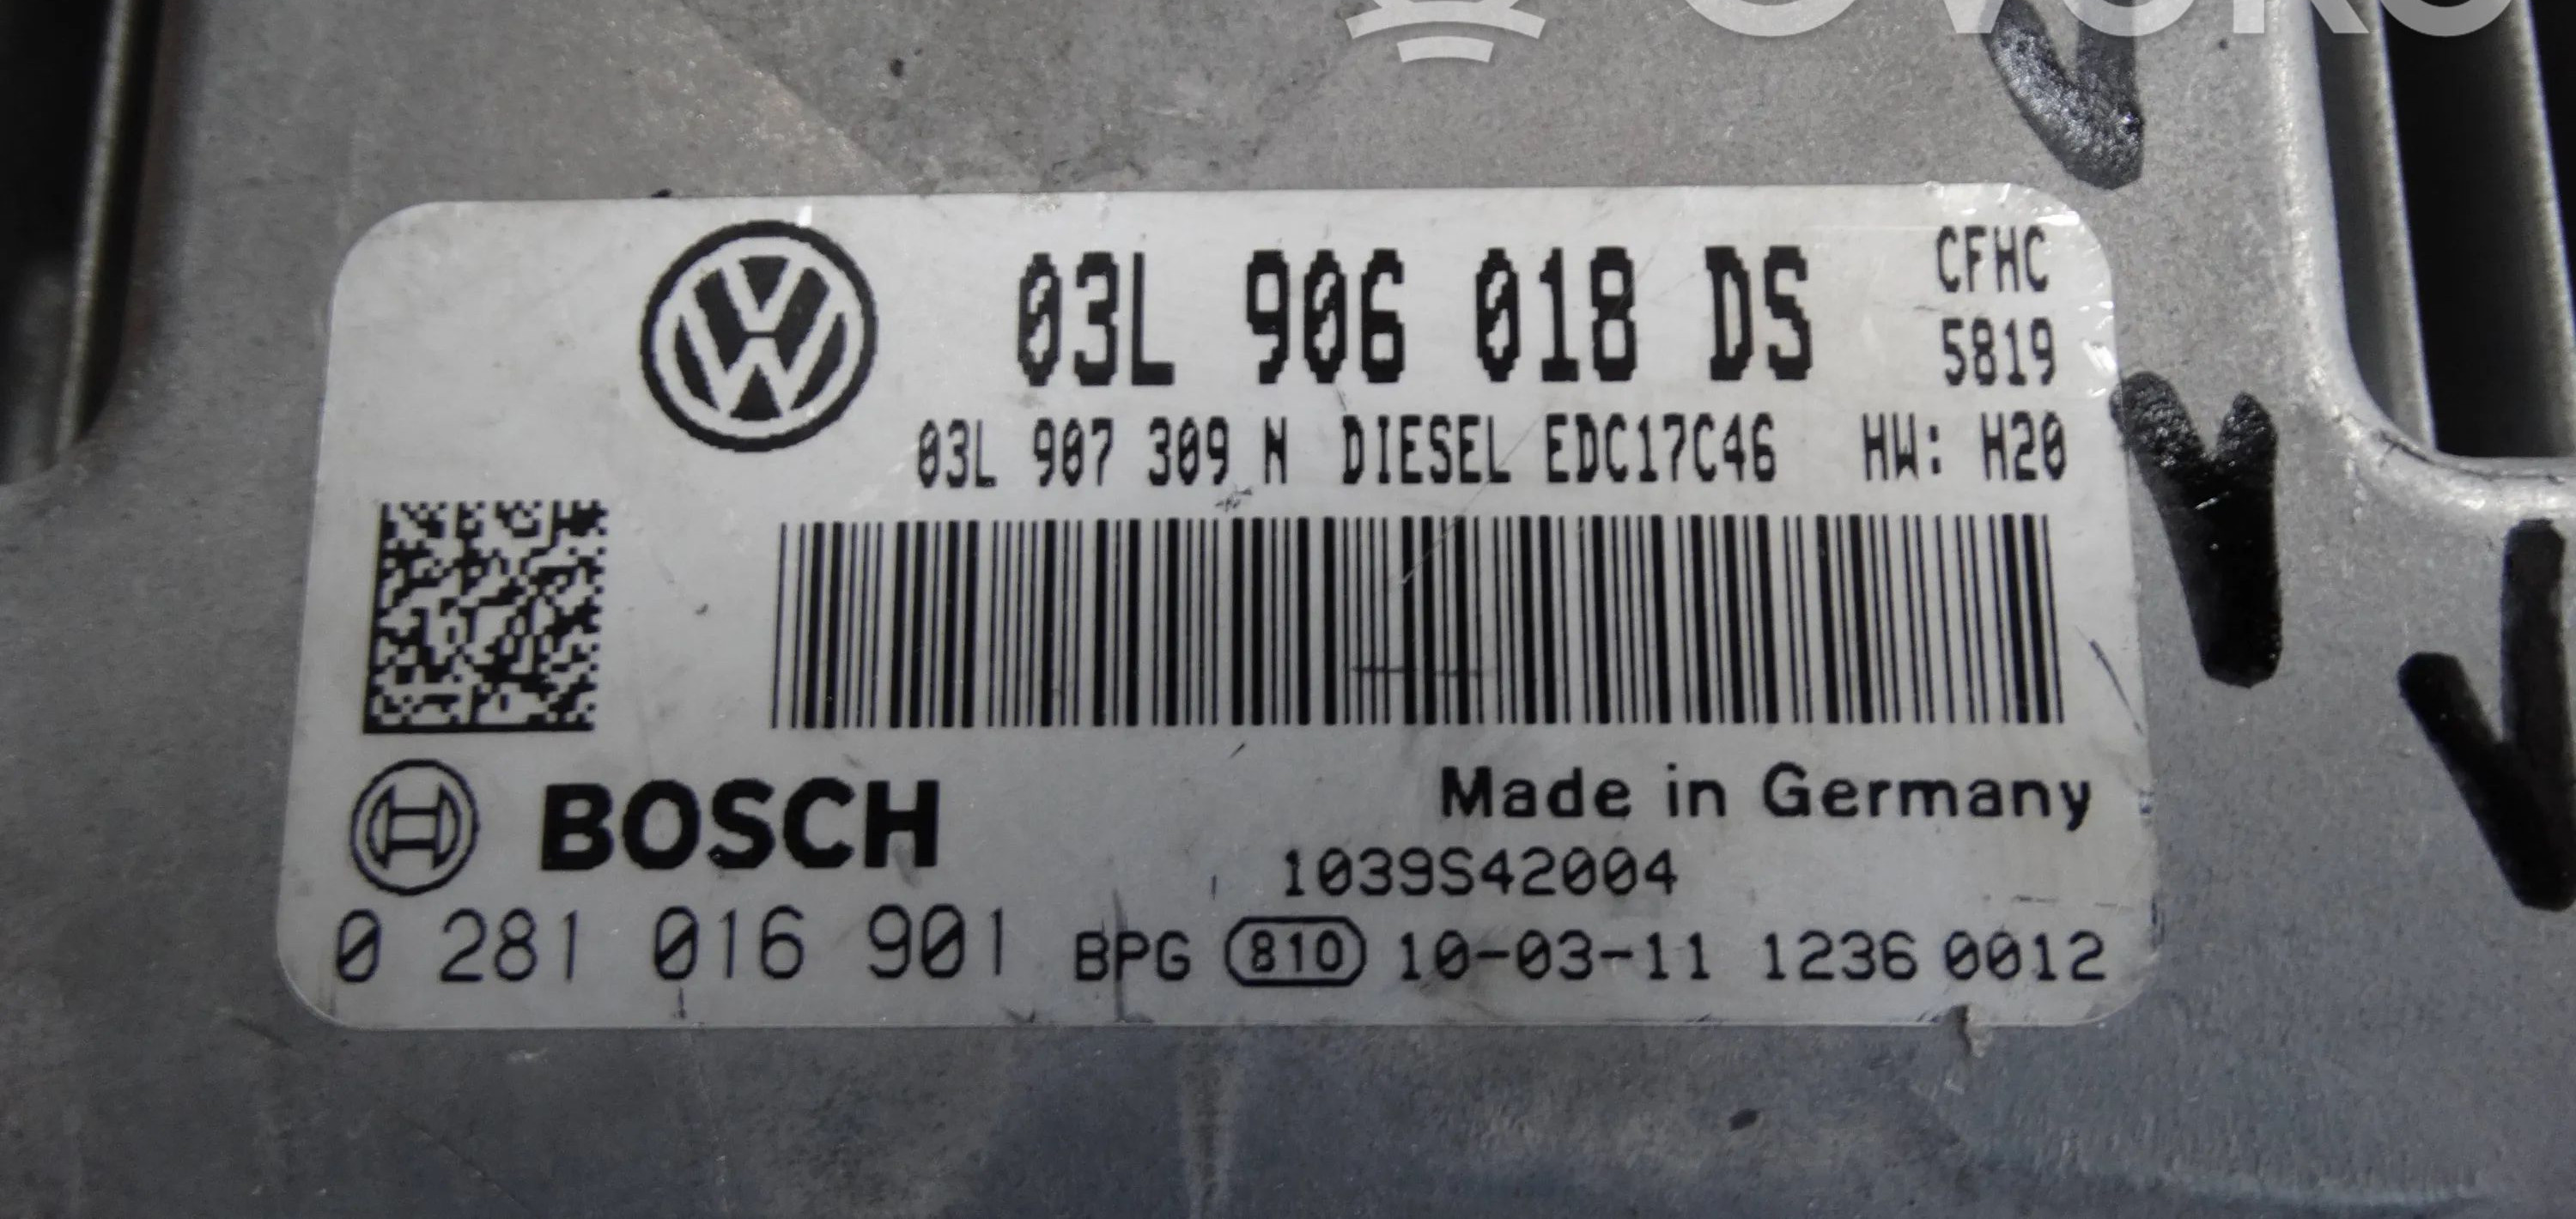 CFHC
03L 906 018 DS
5819
03L 907 309 N DIESEL EDC17C46 HW: H20
Made in Germany
BOSCH
1039S42004
0 281 016 901 BPG 810 10-03-11 1236 0012